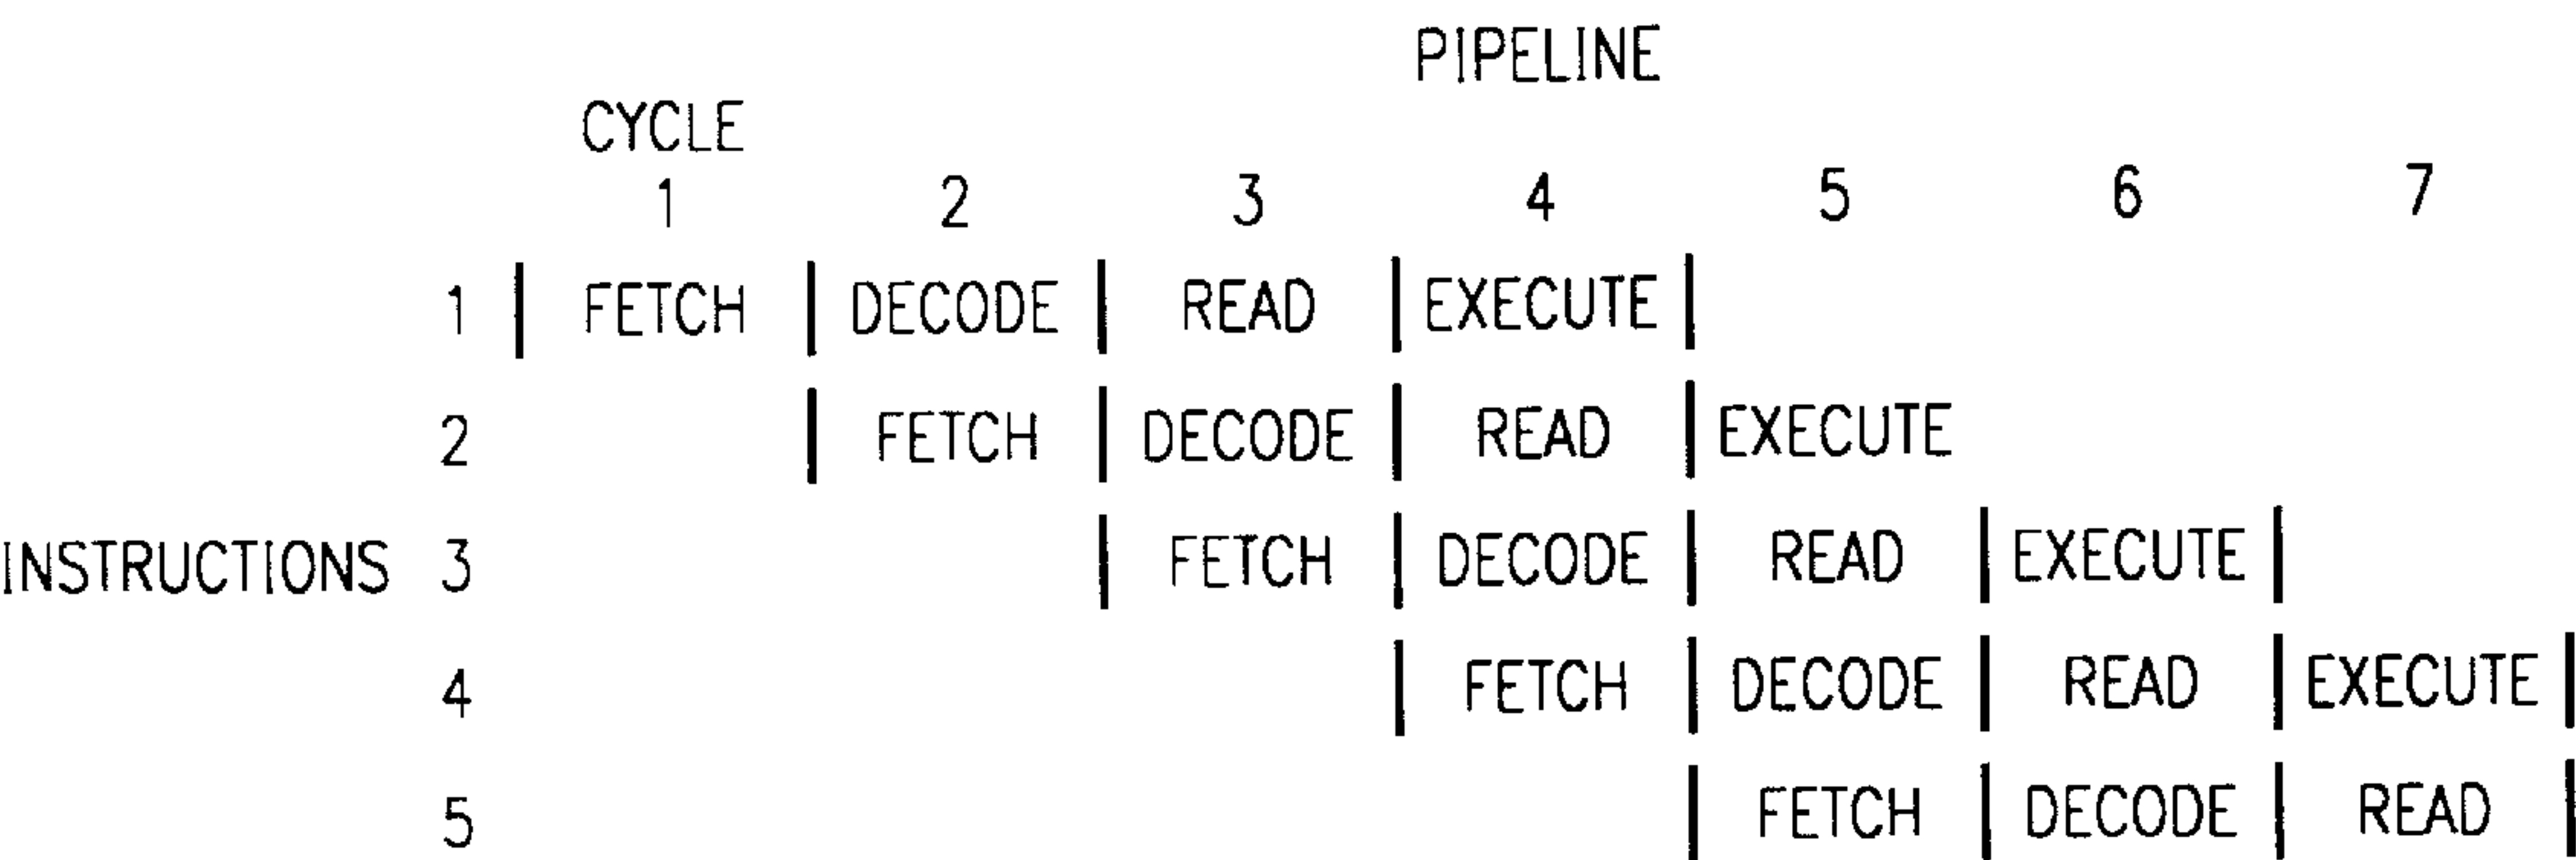 PIPELINE
CYCLE
1 2 3 4 5 6 7
1 FETCH DECODE READ EXECUTE
2 FETCH DECODE READ EXECUTE
INSTRUCTIONS 3 FETCH DECODE READ EXECUTE
4 FETCH DECODE READ EXECUTE
5 FETCH DECODE READ